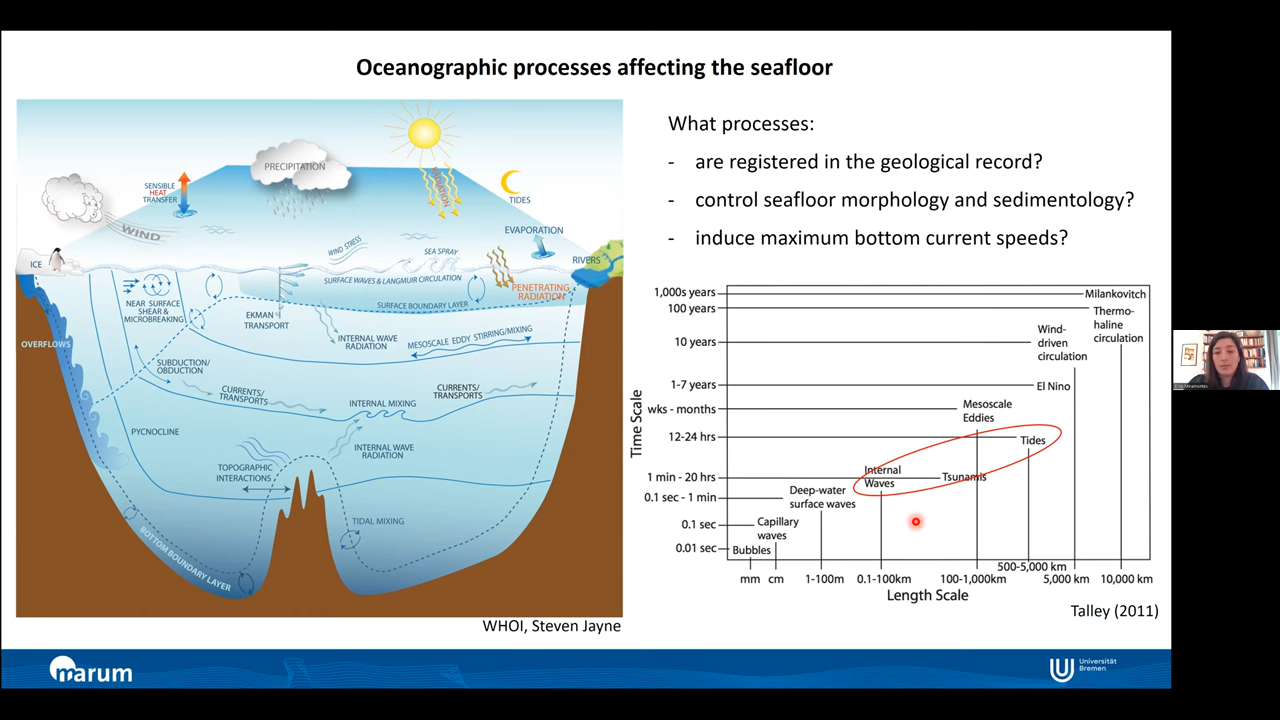 Oceanographic processes affecting the seafloor
PRECIPITATION
SENSIBLE
HEAT
TRANSFER
RADIATION
TIDES
WIND
EVAPORATION
WIND STRESS
SEA SPRAY
ICE
RIVERS
SURFACE WAVES & LANGMUIR CIRCULATION
PENETRATING
RADIATION
NEAR SURFACE
SHEAR &
MICROBREAKING
SURFACE BOUNDARY LAYER
EKMAN
TRANSPORT
OVERFLOWS
INTERNAL WAVE
RADIATION
MESOSCALE EDDY STIRRING/MIXING
SUBDUCTION/
OBDUCTION
CURRENTS/
TRANSPORTS
CURRENTS/
TRANSPORTS
INTERNAL MIXING
PYCNOCLINE
INTERNAL WAVE
RADIATION
TOPOGRAPHIC
INTERACTIONS
TIDAL MIXING
BOTTOM BOUNDARY LAYER
WHOI, Steven Jayne
What processes:
- are registered in the geological record?
- control seafloor morphology and sedimentology?
- induce maximum bottom current speeds?
Time Scale
1,000s years
100 years
10 years
1-7 years
wks - months
12-24 hrs
1 min - 20 hrs
0.1 sec - 1 min
0.1 sec
0.01 sec
Milankovitch
Thermo-
haline
circulation
Wind-
driven
circulation
El Nino
Mesoscale
Eddies
Tides
Internal
Waves
Tsunamis
Deep-water
surface waves
Capillary
waves
Bubbles
mm
cm
1-100m
0.1-100km
100-1,000km
500-5,000 km
5,000 km
10,000 km
Length Scale
Talley (2011)
marum
Universität
Bremen
Elda Miramontes